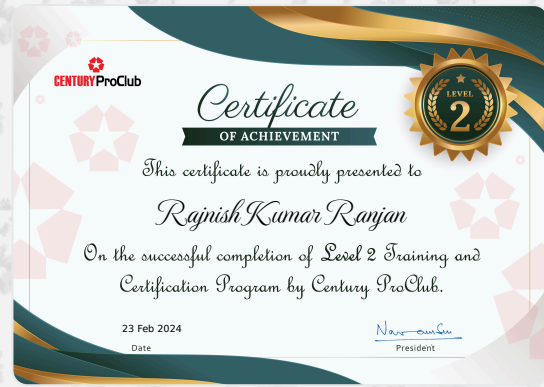 CENTURY ProClub
Certificate
OF ACHIEVEMENT
LEVEL
2
This certificate is proudly presented to
Rajnish Kumar Ranjan
On the successful completion of Level 2 Training and
Certification Program by Century ProClub.
23 Feb 2024
Date
President